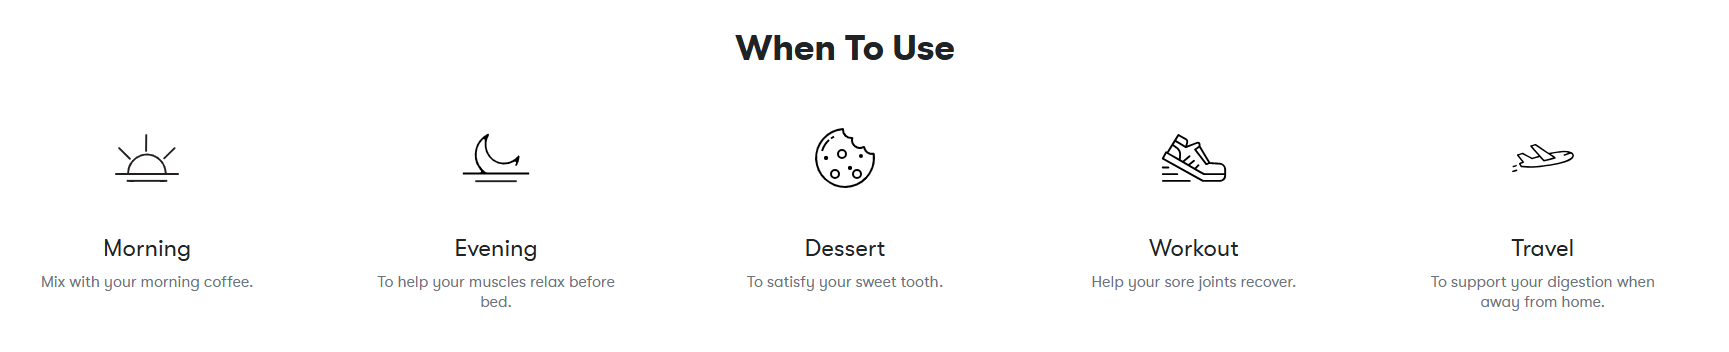 When To Use
Morning
Mix with your morning coffee.
Evening
To help your muscles relax before
bed.
Dessert
To satisfy your sweet tooth.
Workout
Help your sore joints recover.
Travel
To support your digestion when
away from home.